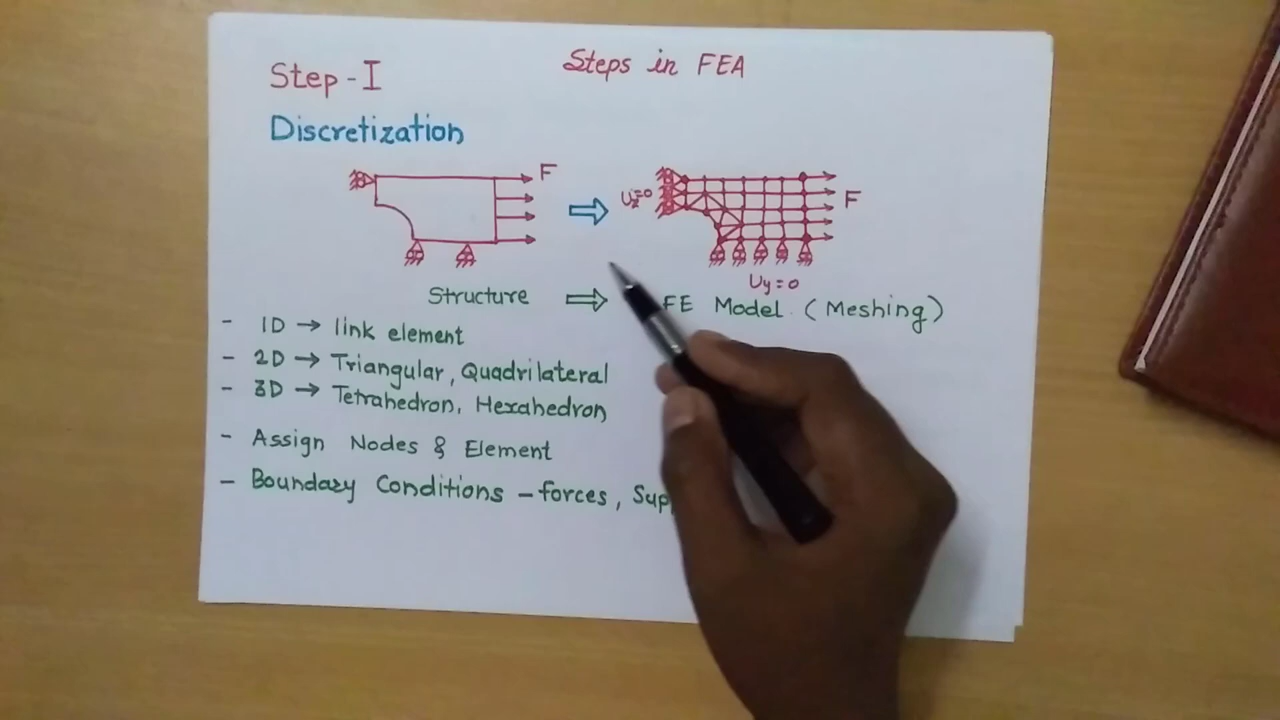 Steps in FEA
Step-I
Discretization
F
Ux=0
F
Uy=0
Structure ⇒ FE Model (Meshing)
- 1D → link element
- 2D → Triangular, Quadrilateral
- 3D → Tetrahedron, Hexahedron
- Assign Nodes & Element
- Boundary Conditions - forces, Sup